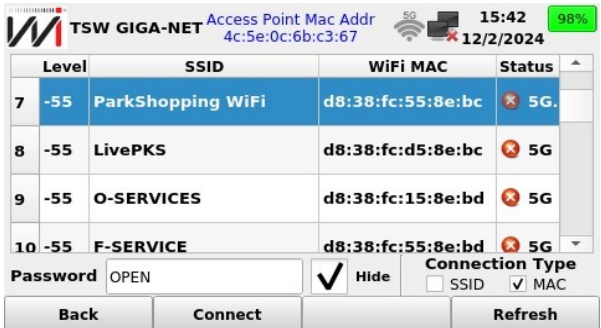 TSW GIGA-NET Access Point Mac Addr 5G 15:42 98%
4c:5e:0c:6b:c3:67 12/2/2024
Level SSID WiFi MAC Status
7 -55 ParkShopping WiFi d8:38:fc:55:8e:bc 5G.
8 -55 LivePKS d8:38:fc:d5:8e:bc 5G
9 -55 O-SERVICES d8:38:fc:15:8e:bd 5G
10 -55 F-SERVICE d8:38:fc:55:8e:bd 5G
Password OPEN Hide Connection Type
SSID MAC
Back Connect Refresh